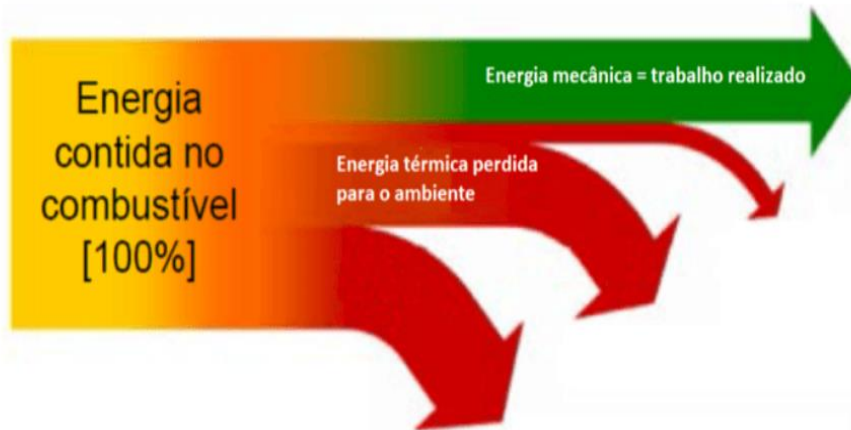 Energia
contida no
combustível
[100%]
Energia mecânica = trabalho realizado
Energia térmica perdida
para o ambiente